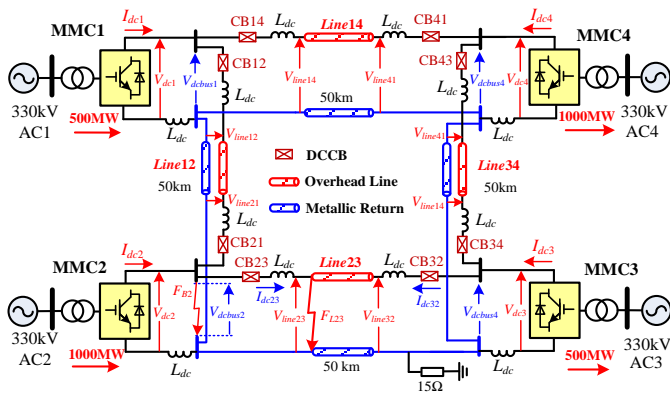 I_dc1 CB14 L_dc Line14 L_dc CB41 I_dc4
MMC1 MMC4
CB12 CB43
V_dc1 V_dcbus1 L_dc V_line14 V_line41 L_dc V_dcbus4 V_dc4
330kV 330kV
AC1 AC4
500MW L_dc 50km L_dc 1000MW
V_line12 V_line41
DCCB
Line12 Overhead Line Line34
50km Metallic Return 50km
V_line21 V_line14
L_dc L_dc
I_dc2 CB21 CB34 I_dc3
CB23 L_dc Line23 L_dc CB32
MMC2 MMC3
F_B2 I_dc23 I_dc32
V_dc2 V_dcbus2 V_line23 F_L23 V_line32 V_dcbus4 V_dc3
330kV 330kV
AC2 AC3
1000MW L_dc 50 km L_dc 500MW
15Ω